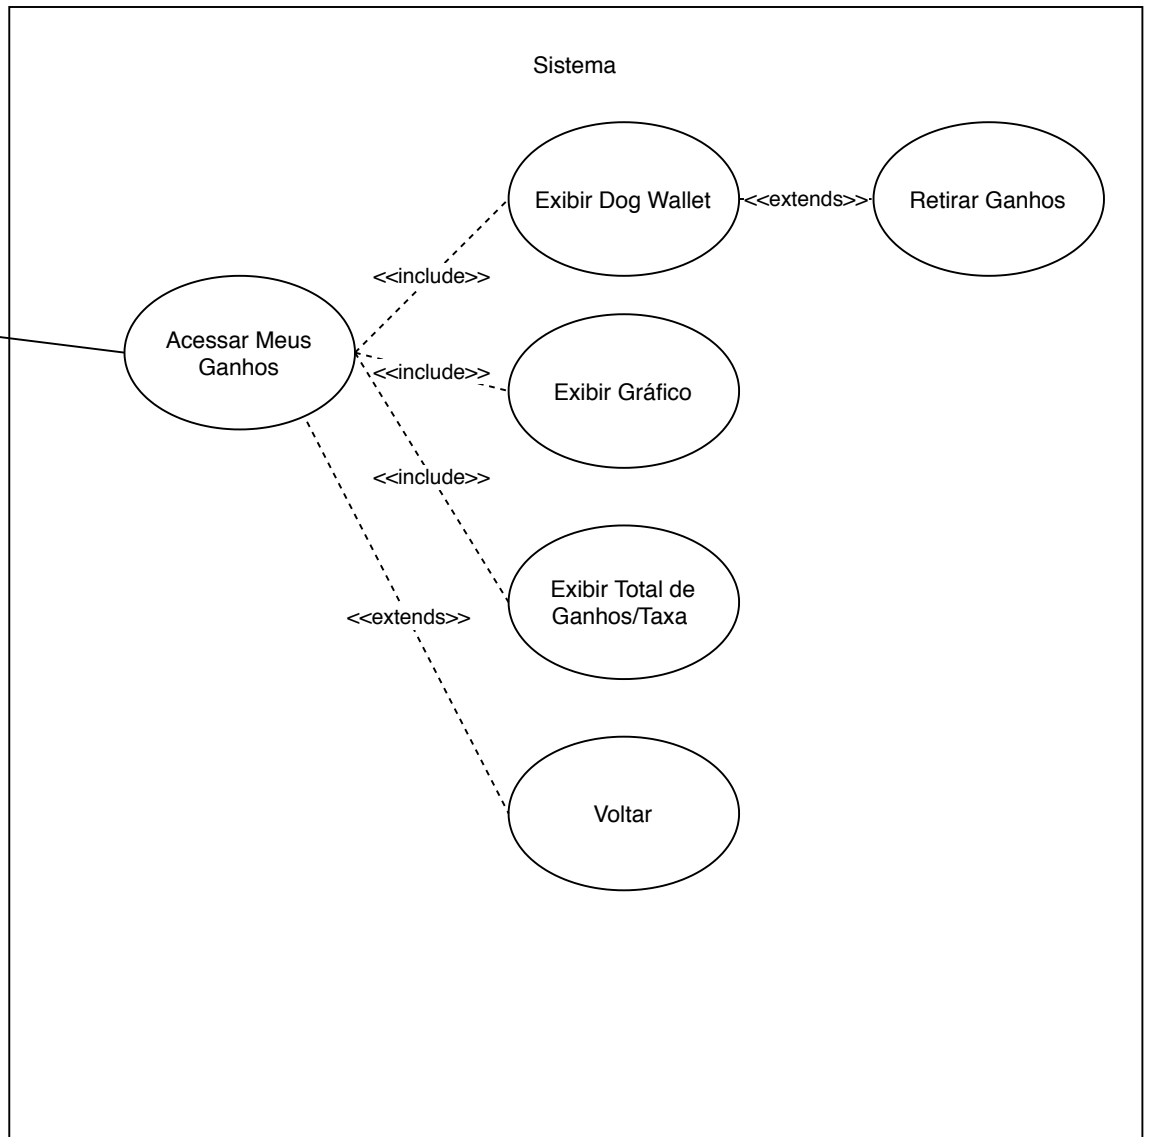 Sistema
Exibir Dog Wallet
<<extends>>
Retirar Ganhos
<<include>>
Acessar Meus
Ganhos
<<include>>
Exibir Gráfico
<<include>>
Exibir Total de
Ganhos/Taxa
<<extends>>
Voltar